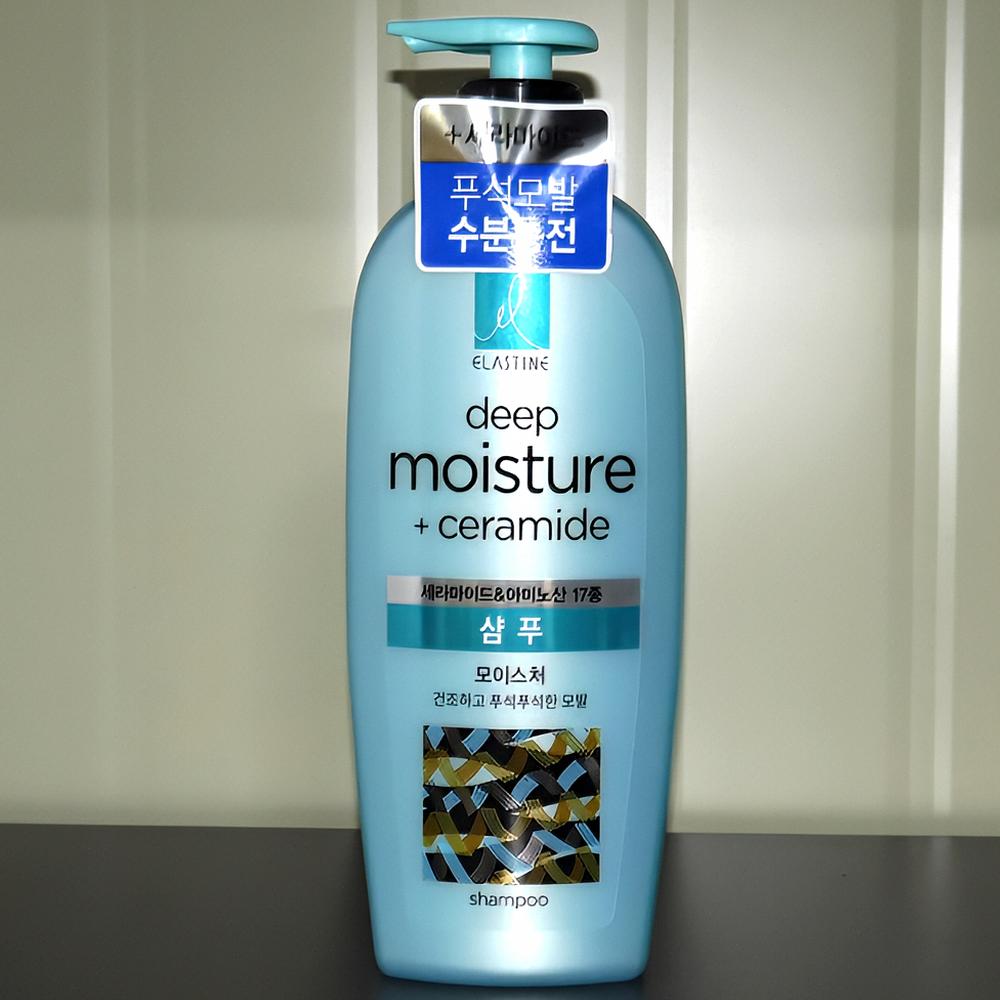 +세라마이드
푸석모발
수분충전
el
ELASTINE
deep
moisture
+ ceramide
세라마이드&아미노산 17종
샴푸
모이스처
건조하고 푸석푸석한 모발
shampoo